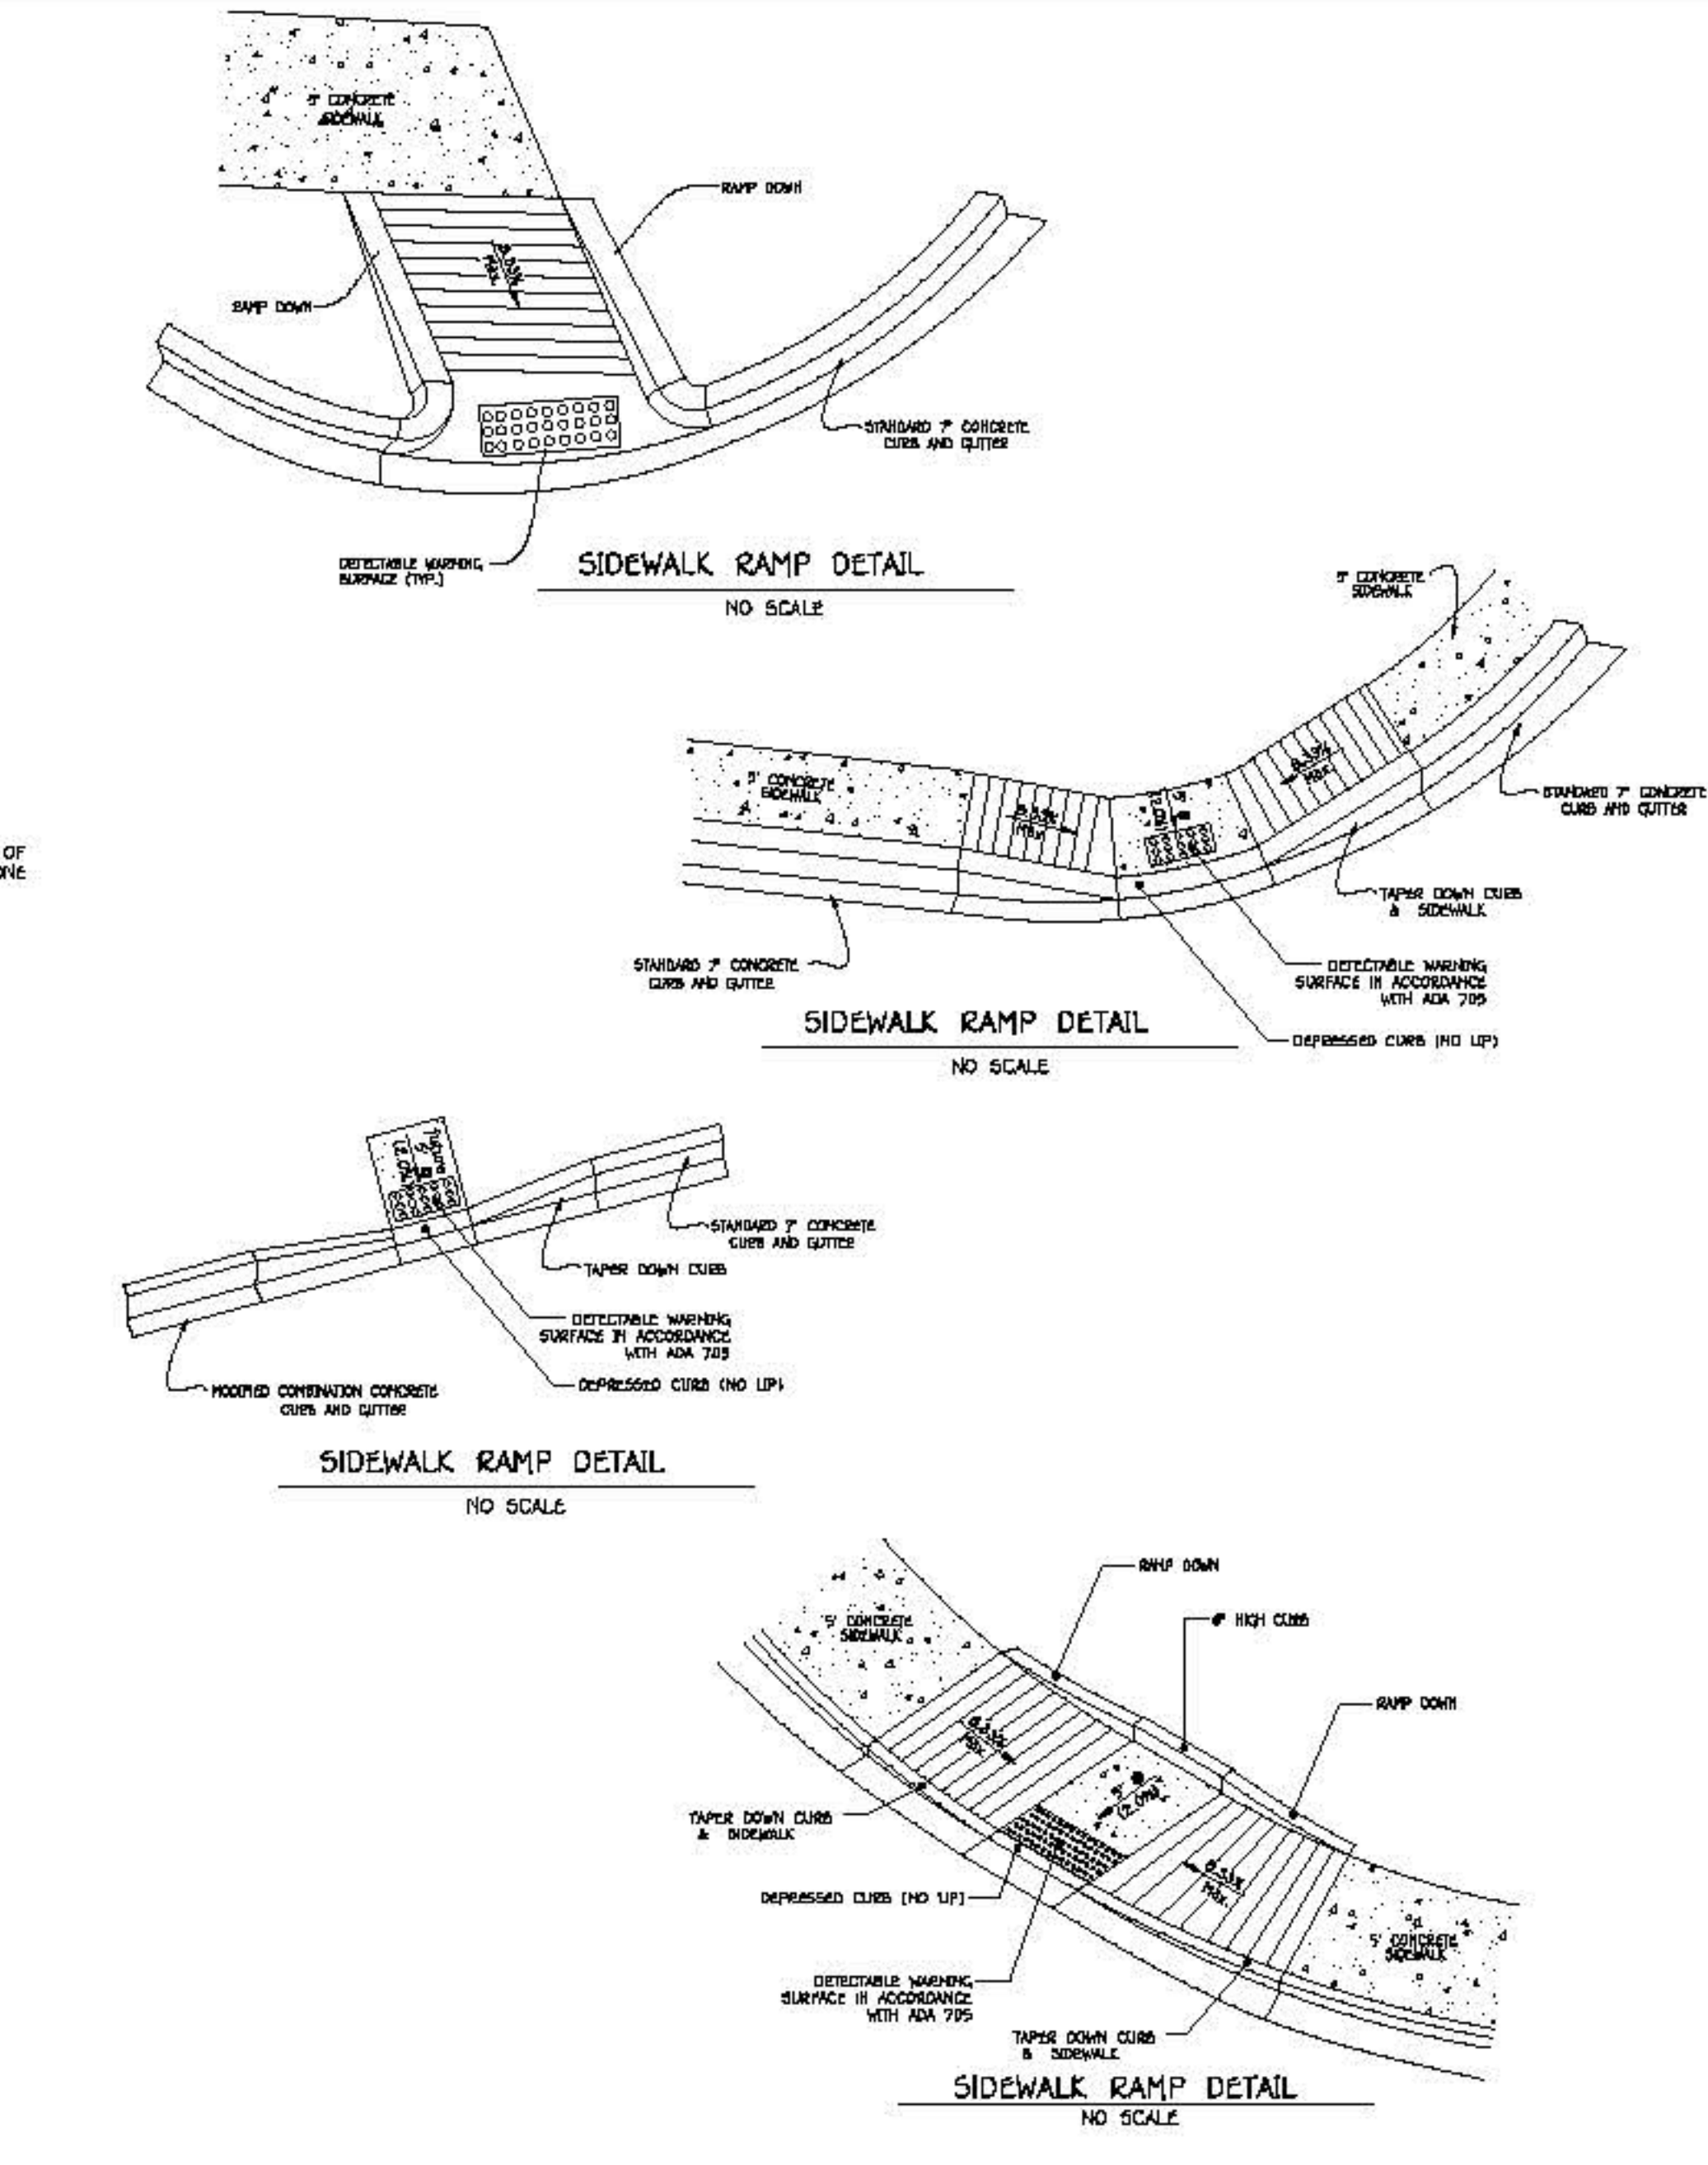 5' CONCRETE
SIDEWALK
RAMP DOWN
RAMP DOWN
8.33%
MAX.
STANDARD 7" CONCRETE
CURB AND GUTTER
DETECTABLE WARNING
SURFACE (TYP.)
SIDEWALK RAMP DETAIL
NO SCALE
5' CONCRETE
SIDEWALK
5' CONCRETE
SIDEWALK
8.33%
MAX.
8.33%
MAX.
STANDARD 7" CONCRETE
CURB AND GUTTER
TAPER DOWN CURB
& SIDEWALK
OF
ONE
STANDARD 7" CONCRETE
CURB AND GUTTER
DETECTABLE WARNING
SURFACE IN ACCORDANCE
WITH ADA 705
DEPRESSED CURB (NO LIP)
SIDEWALK RAMP DETAIL
NO SCALE
Future
5'
STANDARD 7" CONCRETE
CURB AND GUTTER
TAPER DOWN CURB
DETECTABLE WARNING
SURFACE IN ACCORDANCE
WITH ADA 705
DEPRESSED CURB (NO LIP)
MODIFIED COMBINATION CONCRETE
CURB AND GUTTER
SIDEWALK RAMP DETAIL
NO SCALE
RAMP DOWN
HIGH CURB
5' CONCRETE
SIDEWALK
RAMP DOWN
8.33%
MAX.
5'
(2.0%)
TAPER DOWN CURB
& SIDEWALK
8.33%
MAX.
DEPRESSED CURB (NO LIP)
5' CONCRETE
SIDEWALK
DETECTABLE WARNING
SURFACE IN ACCORDANCE
WITH ADA 705
TAPER DOWN CURB
& SIDEWALK
SIDEWALK RAMP DETAIL
NO SCALE